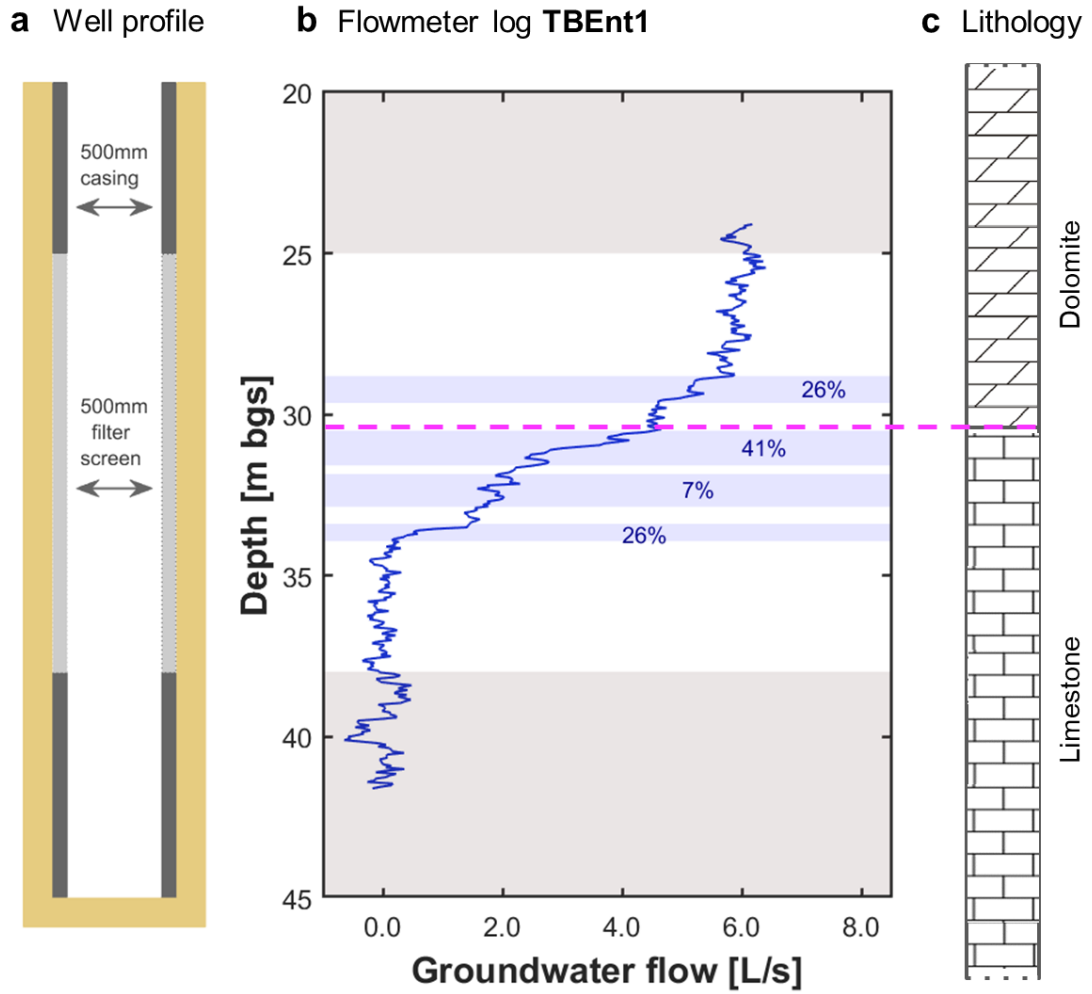 a Well profile
b Flowmeter log TBEnt1
c Lithology
500mm
casing
500mm
filter
screen
Depth [m bgs]
20
25
30
35
40
45
26%
41%
7%
26%
0.0 2.0 4.0 6.0 8.0
Groundwater flow [L/s]
Dolomite
Limestone